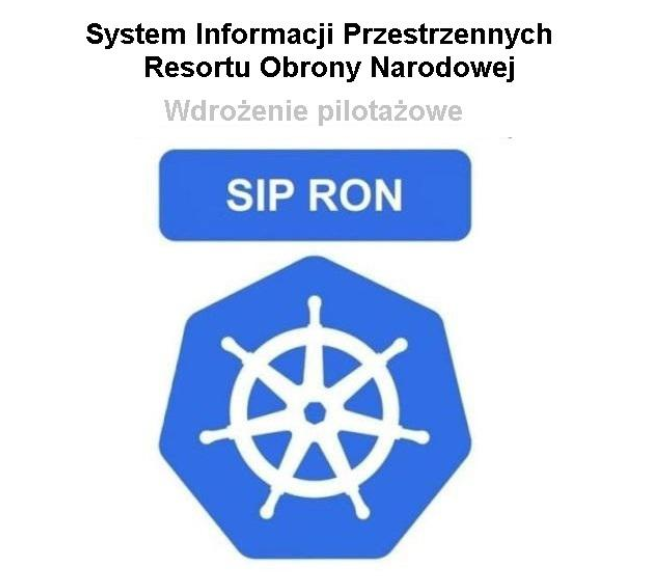 System Informacji Przestrzennych
Resortu Obrony Narodowej
Wdrożenie pilotażowe
SIP RON